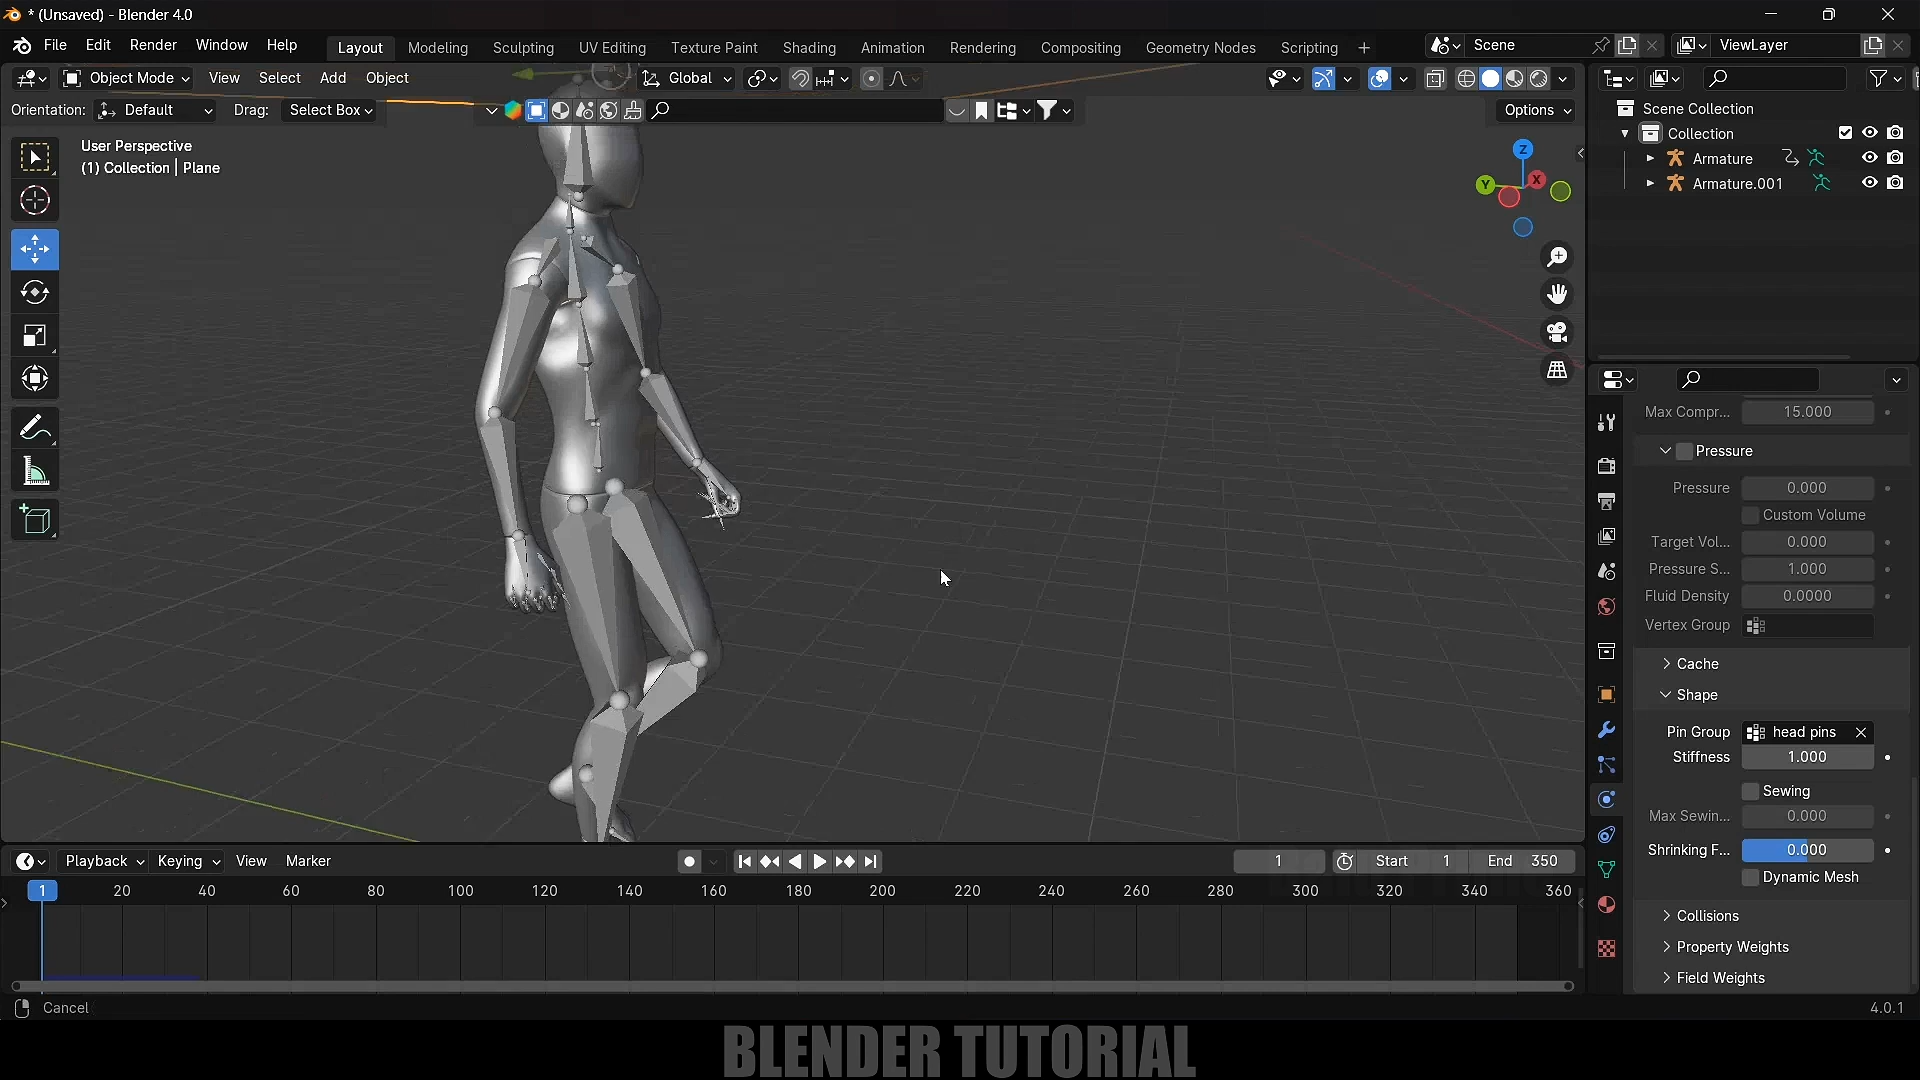 * (Unsaved) - Blender 4.0
File Edit Render Window Help
Layout Modeling Sculpting UV Editing Texture Paint Shading Animation Rendering Compositing Geometry Nodes Scripting +
Scene
ViewLayer
Object Mode View Select Add Object
Global
Orientation: Default Drag: Select Box
Options
User Perspective
(1) Collection | Plane
Z
Y
X
Scene Collection
Collection
Armature
Armature.001
Max Compr... 15.000
Pressure
Pressure 0.000
Custom Volume
Target Vol... 0.000
Pressure S... 1.000
Fluid Density 0.0000
Vertex Group
Cache
Shape
Pin Group head pins
Stiffness 1.000
Sewing
Max Sewin... 0.000
Shrinking F... 0.000
Dynamic Mesh
Collisions
Property Weights
Field Weights
Playback Keying View Marker
1 Start 1 End 350
1 20 40 60 80 100 120 140 160 180 200 220 240 260 280 300 320 340 360
Cancel
4.0.1
BLENDER TUTORIAL